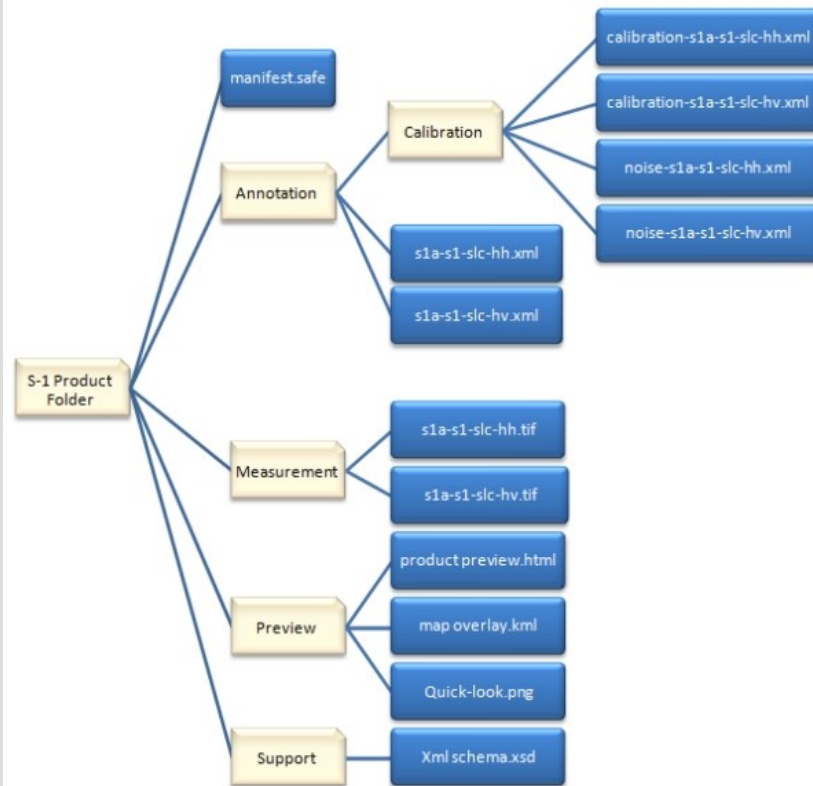 manifest.safe
calibration-s1a-s1-slc-hh.xml
calibration-s1a-s1-slc-hv.xml
Calibration
noise-s1a-s1-slc-hh.xml
noise-s1a-s1-slc-hv.xml
Annotation
s1a-s1-slc-hh.xml
s1a-s1-slc-hv.xml
S-1 Product
Folder
s1a-s1-slc-hh.tif
Measurement
s1a-s1-slc-hv.tif
product preview.html
Preview
map overlay.kml
Quick-look.png
Support
Xml schema.xsd